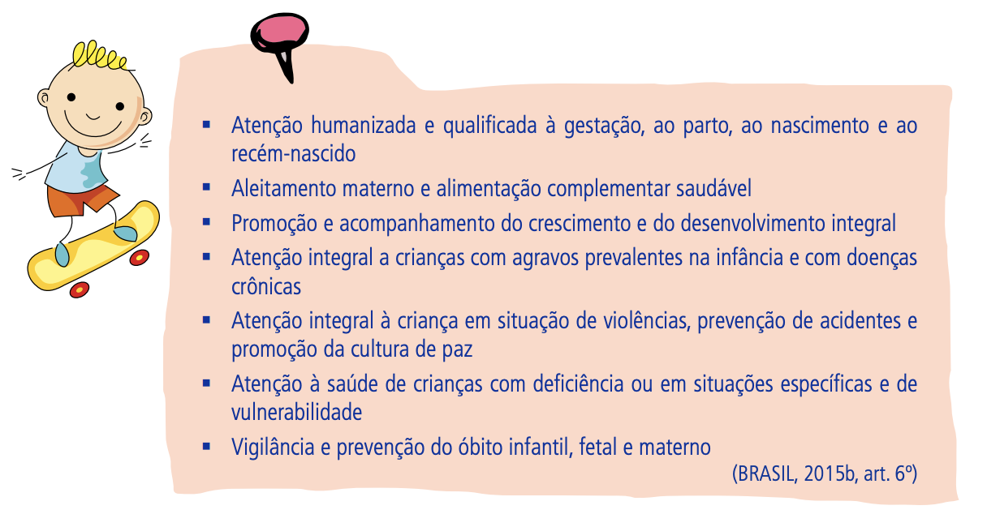 ▪ Atenção humanizada e qualificada à gestação, ao parto, ao nascimento e ao
recém-nascido
▪ Aleitamento materno e alimentação complementar saudável
▪ Promoção e acompanhamento do crescimento e do desenvolvimento integral
▪ Atenção integral a crianças com agravos prevalentes na infância e com doenças
crônicas
▪ Atenção integral à criança em situação de violências, prevenção de acidentes e
promoção da cultura de paz
▪ Atenção à saúde de crianças com deficiência ou em situações específicas e de
vulnerabilidade
▪ Vigilância e prevenção do óbito infantil, fetal e materno
(BRASIL, 2015b, art. 6º)